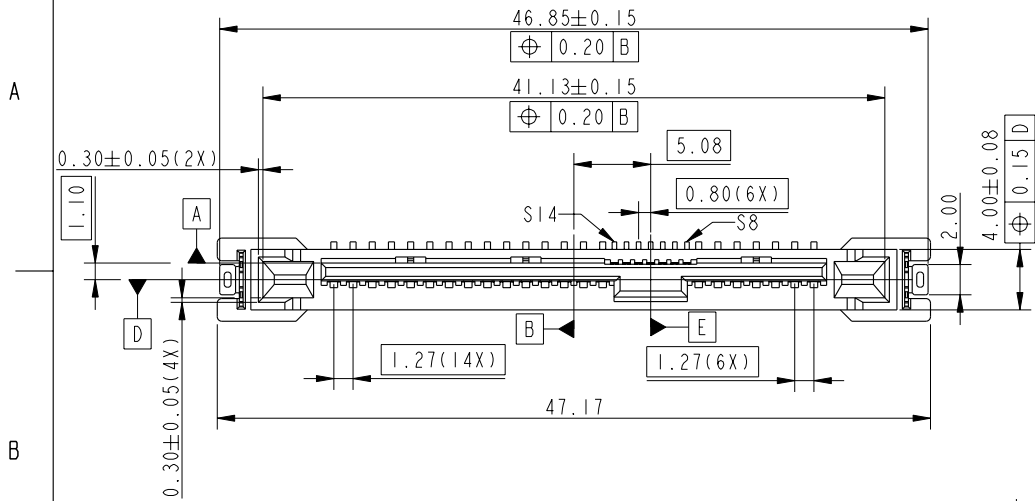 46.85±0.15
⌖ 0.20 B
A
41.13±0.15
⌖ 0.20 B
0.30±0.05(2X)
5.08
4.00±0.08
⌖ 0.15 D
1.10
0.80(6X)
A
S14
S8
2.00
D
B
E
1.27(14X)
1.27(6X)
0.30±0.05(4X)
47.17
B